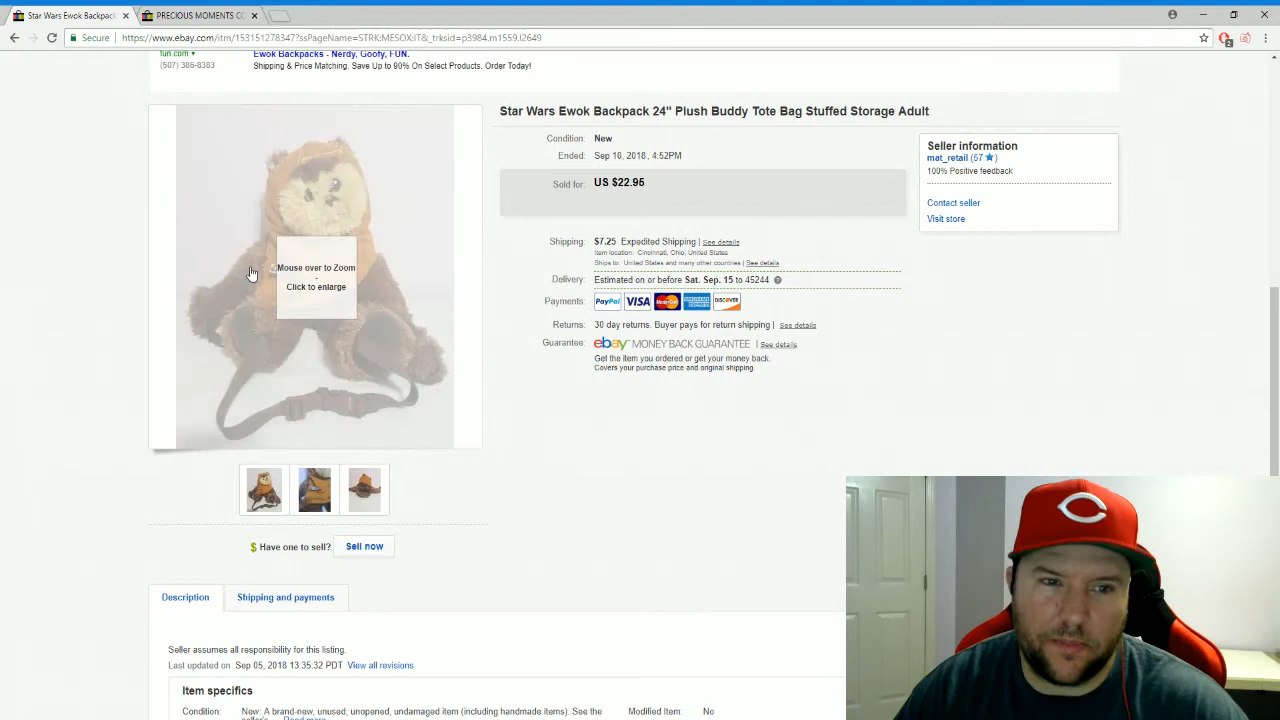 Star Wars Ewok Backpack
PRECIOUS MOMENTS CO
Secure
https://www.ebay.com/itm/153151278347?ssPageName=STRK:MESOX:IT&_trksid=p3984.m1559.l2649
2
fun.com
(507) 386-8383
Ewok Backpacks - Nerdy, Goofy, FUN.
Shipping & Price Matching. Save Up to 90% On Select Products. Order Today!
Star Wars Ewok Backpack 24" Plush Buddy Tote Bag Stuffed Storage Adult
Condition: New
Ended: Sep 10, 2018 , 4:52PM
Sold for: US $22.95
Seller information
mat_retail (57 )
100% Positive feedback
Contact seller
Visit store
Mouse over to Zoom
-
Click to enlarge
Shipping: $7.25 Expedited Shipping | See details
Item location: Cincinnati, Ohio, United States
Ships to: United States and many other countries | See details
Delivery: Estimated on or before Sat. Sep. 15 to 45244 ?
Payments: PayPal VISA MasterCard DISCOVER
Returns: 30 day returns. Buyer pays for return shipping | See details
Guarantee: ebay MONEY BACK GUARANTEE | See details
Get the item you ordered or get your money back.
Covers your purchase price and original shipping.
$ Have one to sell? Sell now
Description
Shipping and payments
Seller assumes all responsibility for this listing.
Last updated on Sep 05, 2018 13:35:32 PDT View all revisions
Item specifics
Condition: New: A brand-new, unused, unopened, undamaged item (including handmade items). See the
seller's... Read more
Modified Item: No